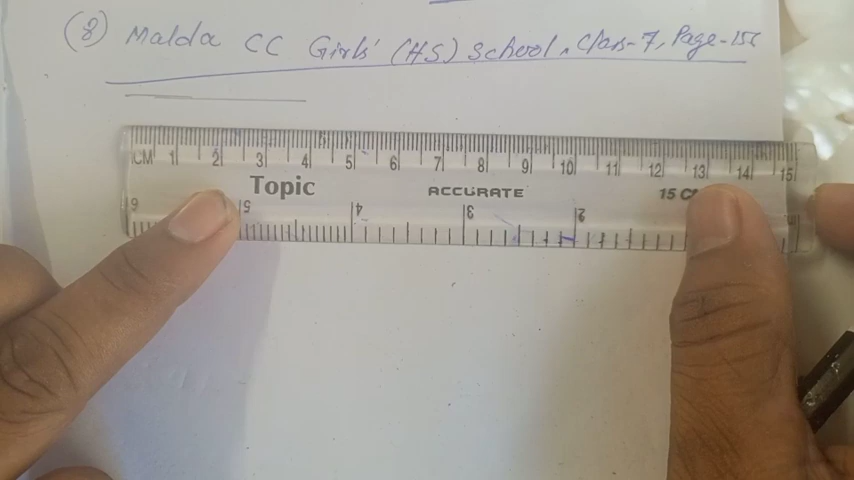 (8) Malda CC Girls' (HS) School, Class-7, Page-15
CM 1 2 3 4 5 6 7 8 9 10 11 12 13 14 15
Topic ACCURATE 15 C
6 5 4 3 2